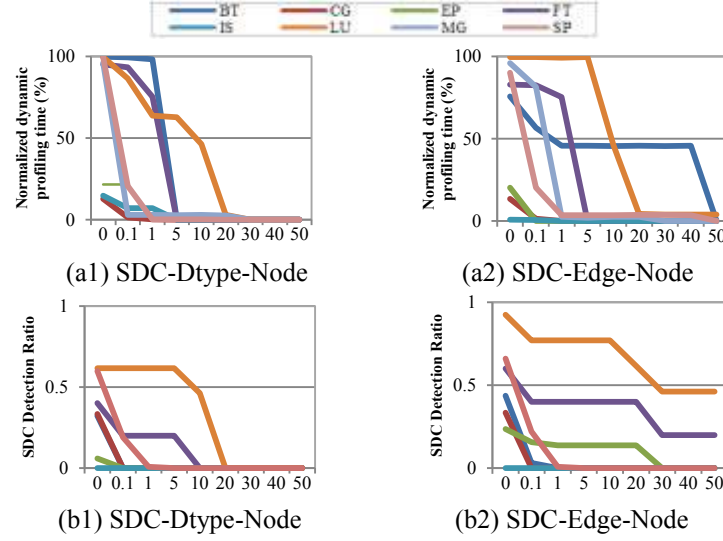 BT CG EP FT
IS LU MG SP
Normalized dynamic
profiling time (%)
100
50
0
0 0.1 1 5 10 20 30 40 50
(a1) SDC-Dtype-Node
Normalized dynamic
profiling time (%)
100
50
0
0 0.1 1 5 10 20 30 40 50
(a2) SDC-Edge-Node
SDC Detection Ratio
1
0.5
0
0 0.1 1 5 10 20 30 40 50
(b1) SDC-Dtype-Node
SDC Detection Ratio
1
0.5
0
0 0.1 1 5 10 20 30 40 50
(b2) SDC-Edge-Node